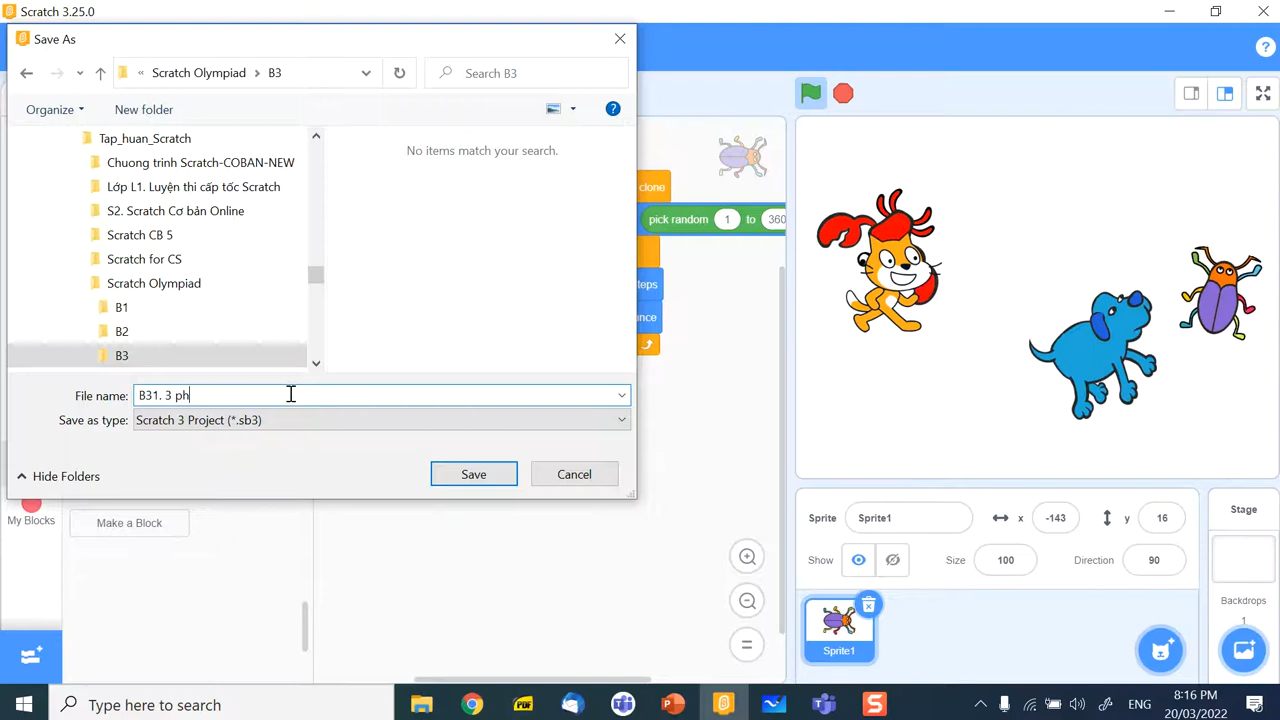 Scratch 3.25.0
Save As
« Scratch Olympiad > B3
Search B3
Organize
New folder
Tap_huan_Scratch
Chuong trinh Scratch-COBAN-NEW
Lớp L1. Luyện thi cấp tốc Scratch
S2. Scratch Cơ bản Online
Scratch CB 5
Scratch for CS
Scratch Olympiad
B1
B2
B3
No items match your search.
File name: B31. 3 ph
Save as type: Scratch 3 Project (*.sb3)
Hide Folders
Save
Cancel
clone
pick random 1 to 360
teps
ance
My Blocks
Make a Block
Sprite Sprite1 x -143 y 16
Show Size 100 Direction 90
Sprite1
Stage
Backdrops
1
Type here to search
PDF
ENG
8:16 PM
20/03/2022